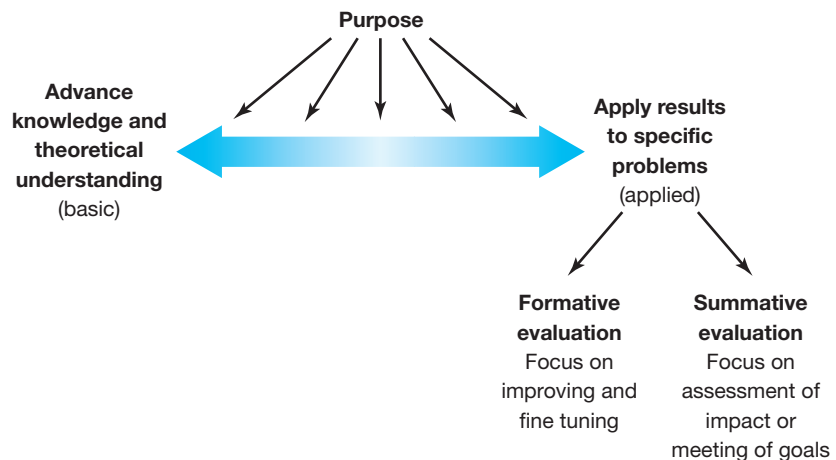 Purpose
Advance
knowledge and
theoretical
understanding
(basic)
Apply results
to specific
problems
(applied)
Formative
evaluation
Focus on
improving and
fine tuning
Summative
evaluation
Focus on
assessment of
impact or
meeting of goals